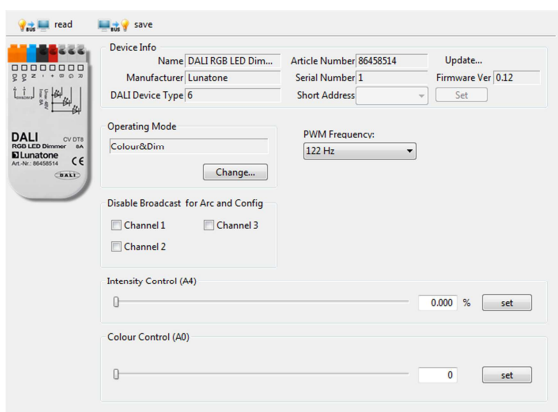 read save
Device Info
Name DALI RGB LED Dim... Article Number 86458514 Update...
Manufacturer Lunatone Serial Number 1 Firmware Ver 0.12
DALI Device Type 6 Short Address Set
DALI CV DT8
RGB LED Dimmer 8A
Lunatone
Art.-Nr.: 86458514 CE
DALI
Operating Mode
Colour&Dim
Change...
PWM Frequency:
122 Hz
Disable Broadcast for Arc and Config
Channel 1 Channel 3
Channel 2
Intensity Control (A4)
0.000 % set
Colour Control (A0)
0 set